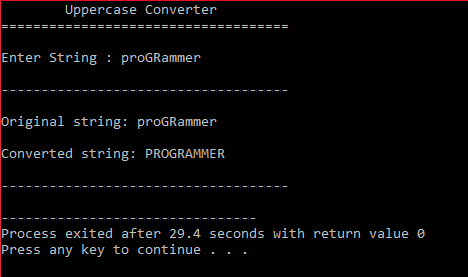 Uppercase Converter
====================================
Enter String : proGRammer
------------------------------------
Original string: proGRammer
Converted string: PROGRAMMER
------------------------------------
--------------------------------
Process exited after 29.4 seconds with return value 0
Press any key to continue . . .